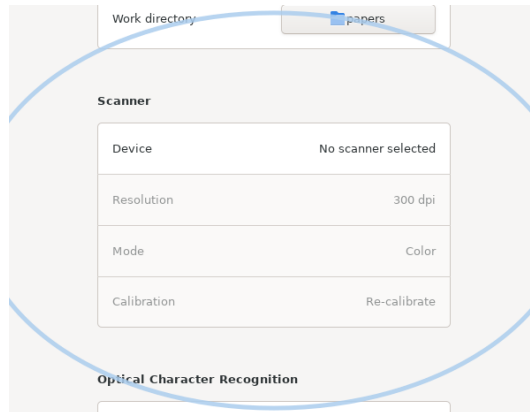 Work directory papers
Scanner
Device No scanner selected
Resolution 300 dpi
Mode Color
Calibration Re-calibrate
Optical Character Recognition